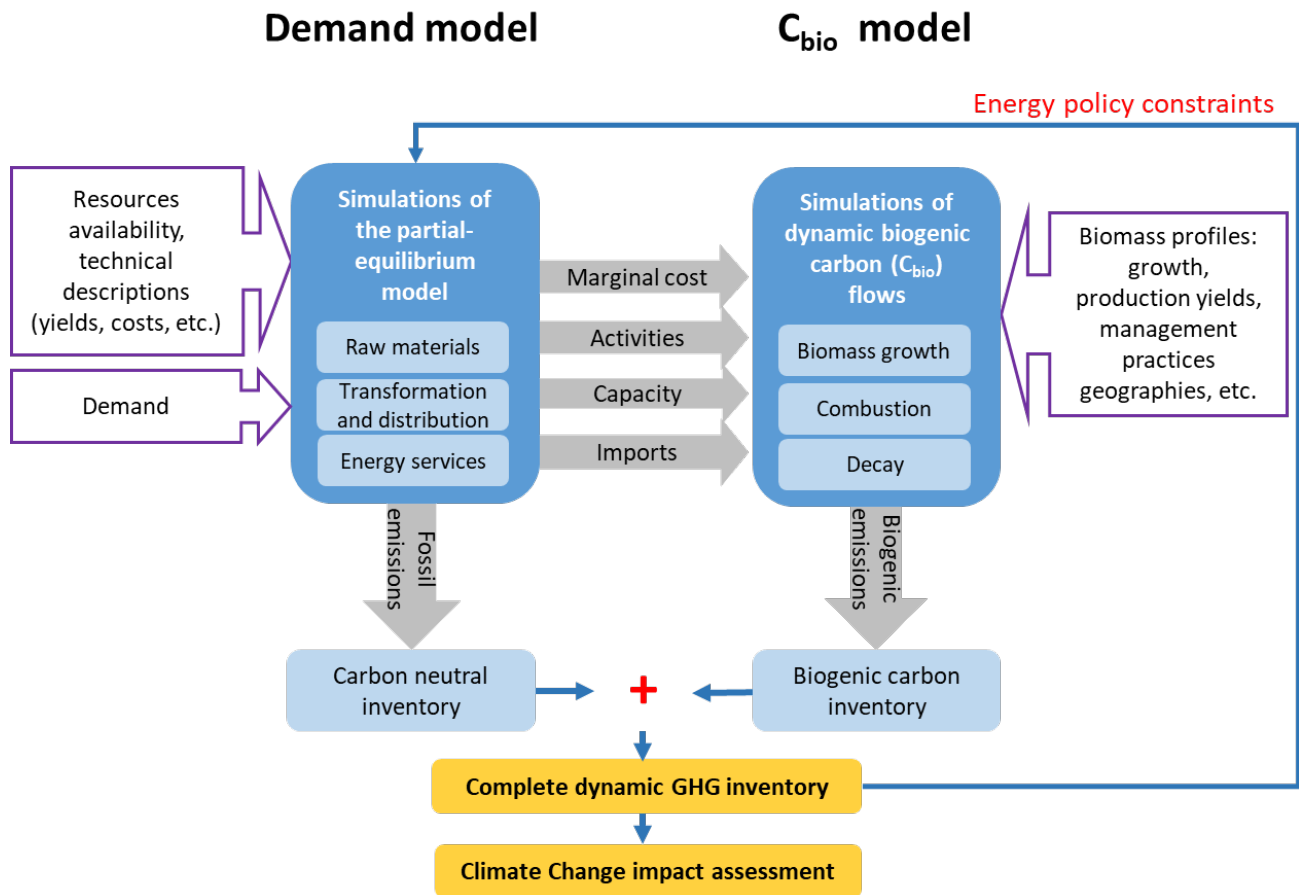 Demand model
Cbio model
Energy policy constraints
Resources
availability,
technical
descriptions
(yields, costs, etc.)
Demand
Simulations of
the partial-
equilibrium
model
Raw materials
Transformation
and distribution
Energy services
Marginal cost
Activities
Capacity
Imports
Simulations of
dynamic biogenic
carbon (Cbio)
flows
Biomass growth
Combustion
Decay
Biomass profiles:
growth,
production yields,
management
practices
geographies, etc.
Fossil
emissions
Biogenic
emissions
Carbon neutral
inventory
+
Biogenic carbon
inventory
Complete dynamic GHG inventory
Climate Change impact assessment